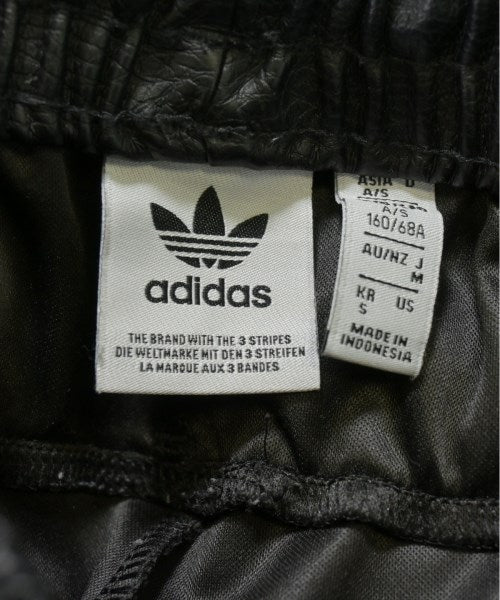 adidas
THE BRAND WITH THE 3 STRIPES
DIE WELTMARKE MIT DEN 3 STREIFEN
LA MARQUE AUX 3 BANDES
ASIA D
A/S
A/S
160/68A
AU/NZ J
M
KR US
S
MADE IN
INDONESIA